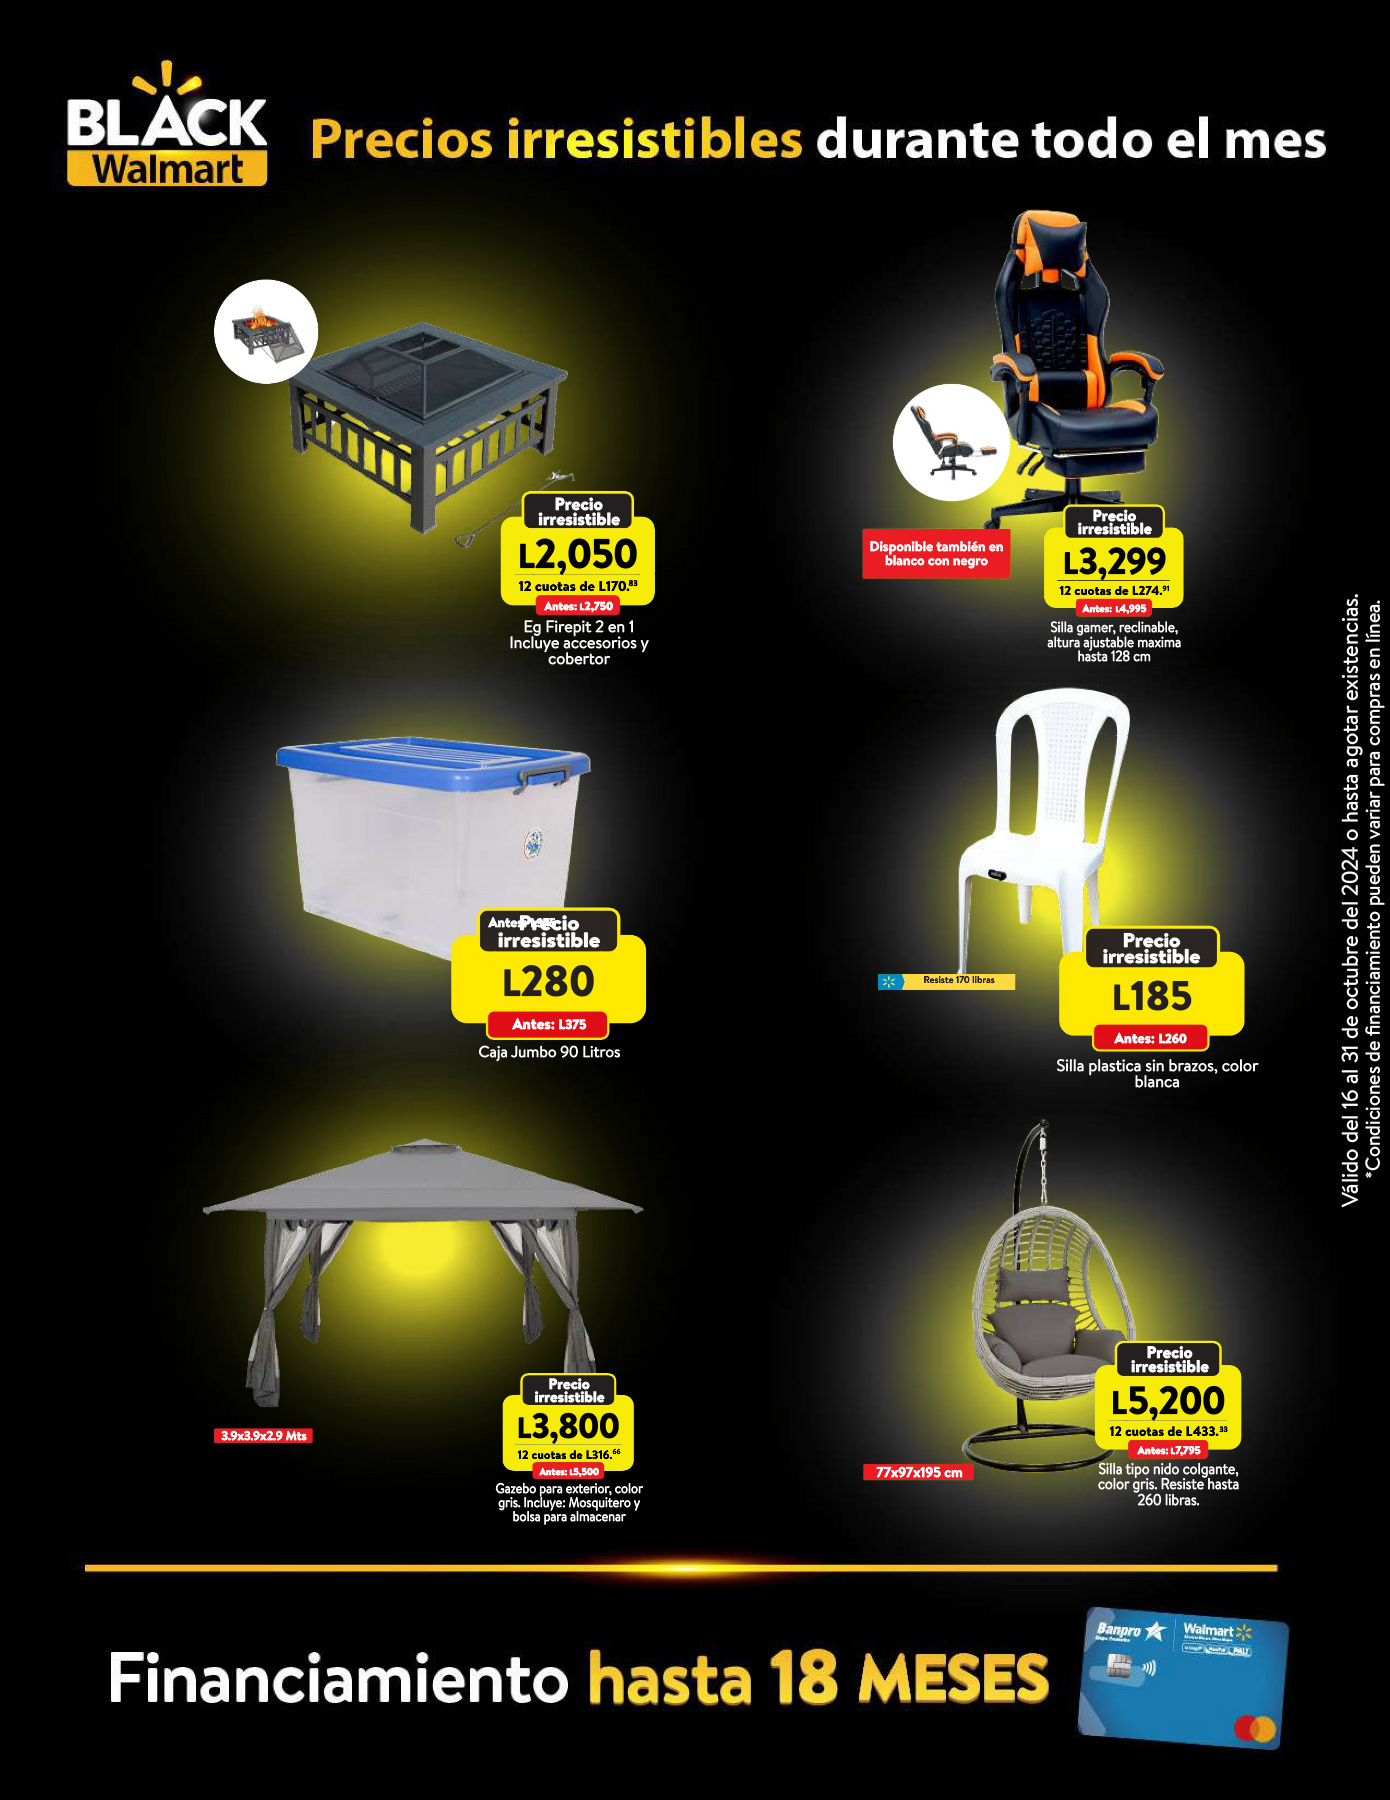 BLACK
Walmart
Precios irresistibles durante todo el mes
Precio
irresistible
L2,050
12 cuotas de L170.83
Antes: L2,750
Eg Firepit 2 en 1
Incluye accesorios y
cobertor
Disponible también en
blanco con negro
Precio
irresistible
L3,299
12 cuotas de L274.91
Antes: L4,995
Silla gamer, reclinable,
altura ajustable maxima
hasta 128 cm
Precio
irresistible
L280
Antes: L375
Caja Jumbo 90 Litros
Resiste 170 libras
Precio
irresistible
L185
Antes: L260
Silla plastica sin brazos, color
blanca
3.9x3.9x2.9 Mts
Precio
irresistible
L3,800
12 cuotas de L316.66
Antes: L5,500
Gazebo para exterior, color
gris. Incluye: Mosquitero y
bolsa para almacenar
77x97x195 cm
Precio
irresistible
L5,200
12 cuotas de L433.33
Antes: L7,795
Silla tipo nido colgante,
color gris. Resiste hasta
260 libras.
Válido del 16 al 31 de octubre del 2024 o hasta agotar existencias.
*Condiciones de financiamiento pueden variar para compras en línea.
Financiamiento hasta 18 MESES
Banpro
Walmart